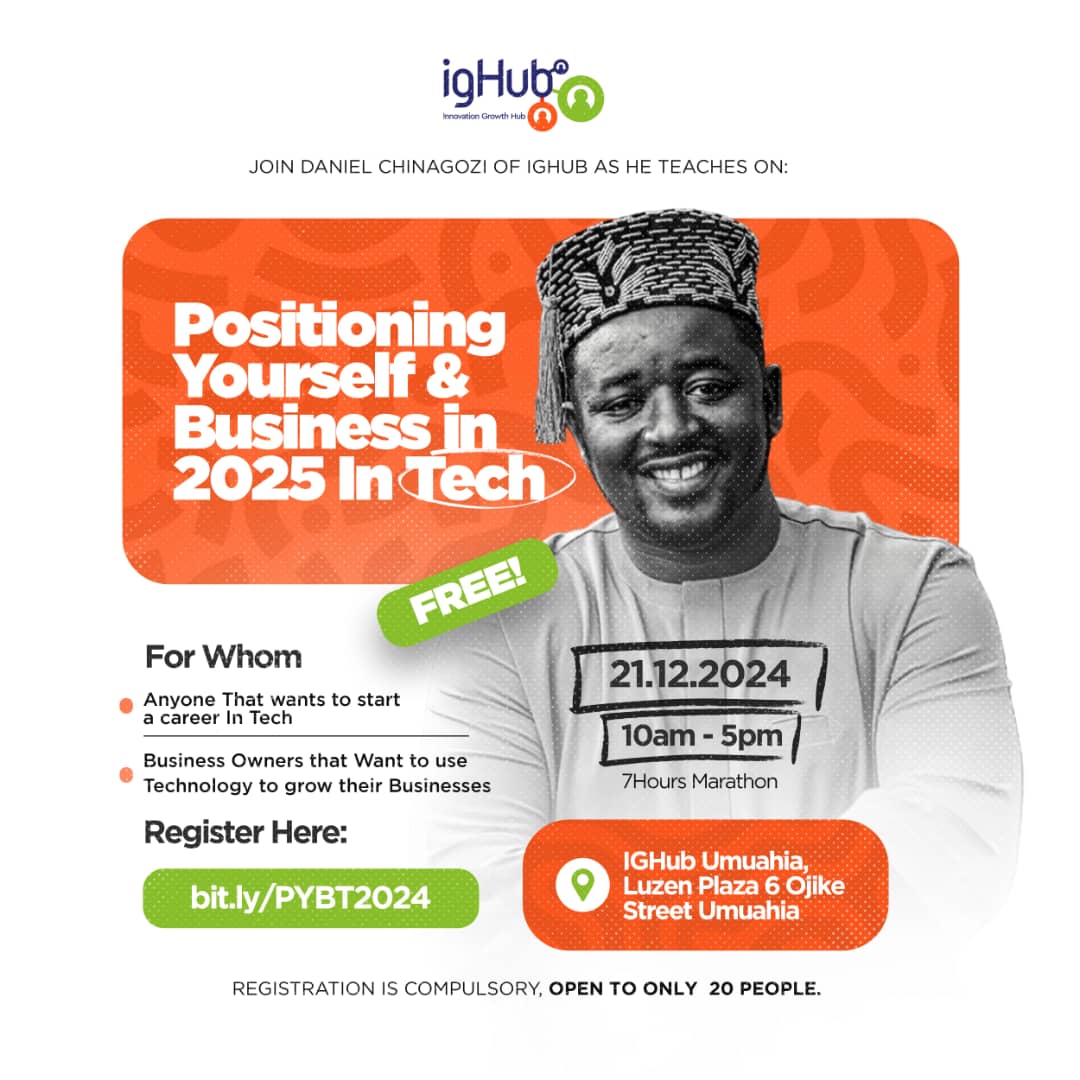 igHub
Innovation Growth Hub
JOIN DANIEL CHINAGOZI OF IGHUB AS HE TEACHES ON:
Positioning
Yourself &
Business in
2025 In Tech
FREE!
For Whom
Anyone That wants to start
a career In Tech
Business Owners that Want to use
Technology to grow their Businesses
Register Here:
bit.ly/PYBT2024
21.12.2024
10am - 5pm
7Hours Marathon
IGHub Umuahia,
Luzen Plaza 6 Ojike
Street Umuahia
REGISTRATION IS COMPULSORY, OPEN TO ONLY 20 PEOPLE.